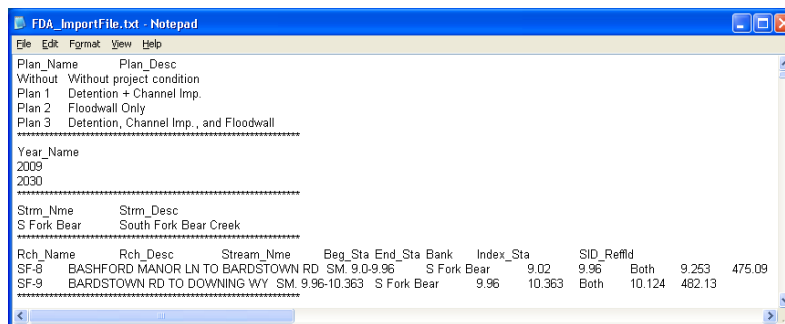 FDA_ImportFile.txt - Notepad
File Edit Format View Help
Plan_Name Plan_Desc
Without Without project condition
Plan 1 Detention + Channel Imp.
Plan 2 Floodwall Only
Plan 3 Detention, Channel Imp., and Floodwall
************************************************************
Year_Name
2009
2030
************************************************************
Strm_Nme Strm_Desc
S Fork Bear South Fork Bear Creek
************************************************************
Rch_Name Rch_Desc Stream_Nme Beg_Sta End_Sta Bank Index_Sta SID_ReffId
SF-8 BASHFORD MANOR LN TO BARDSTOWN RD SM. 9.0-9.96 S Fork Bear 9.02 9.96 Both 9.253 475.09
SF-9 BARDSTOWN RD TO DOWNING WY SM. 9.96-10.363 S Fork Bear 9.96 10.363 Both 10.124 482.13
************************************************************